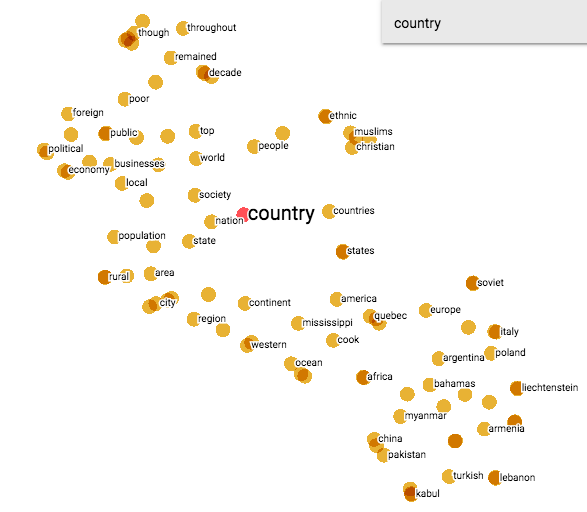 country
throughout
though
remained
decade
poor
foreign
ethnic
public
top
muslims
political
people
christian
world
businesses
economy
local
society
country
countries
nation
population
state
states
area
rural
soviet
america
city
continent
europe
quebec
region
mississippi
italy
cook
western
poland
argentina
ocean
africa
bahamas
liechtenstein
myanmar
armenia
china
pakistan
turkish
lebanon
kabul